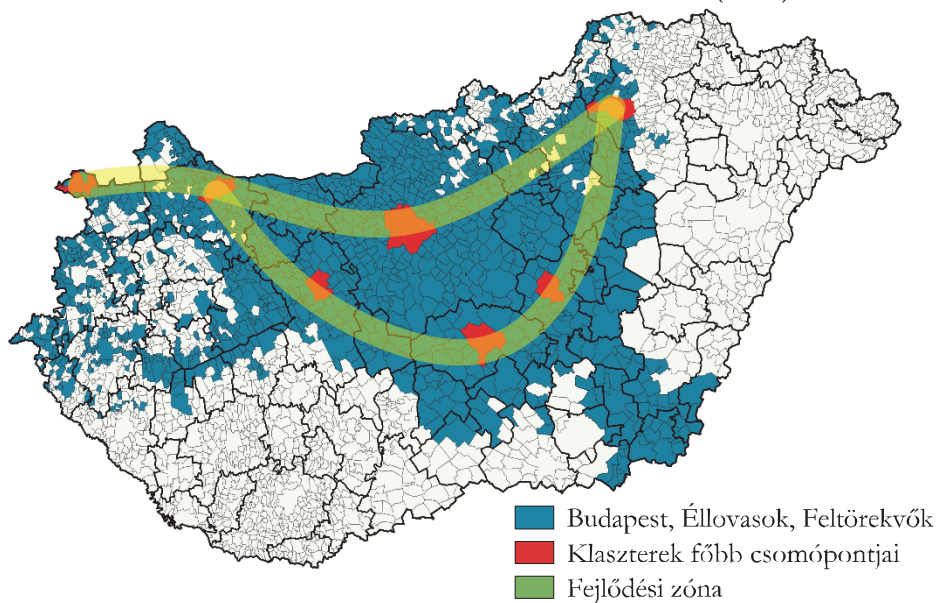 Budapest, Éllovasok, Feltörekvők
Klaszterek főbb csomópontjai
Fejlődési zóna